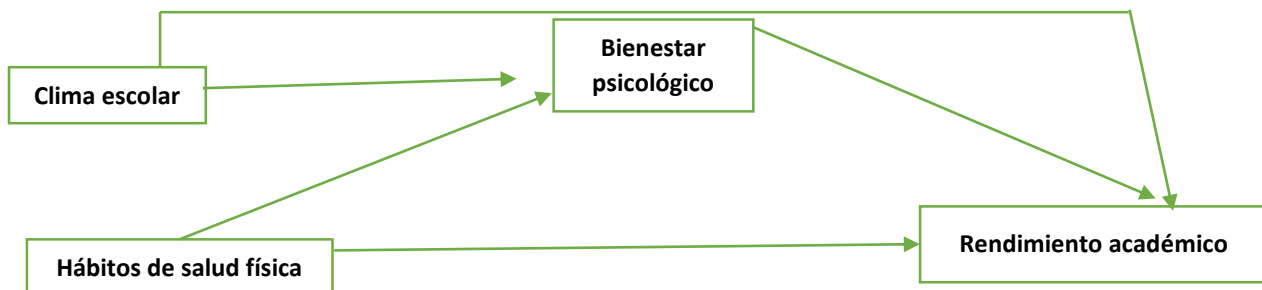 Bienestar
psicológico
Clima escolar
Rendimiento académico
Hábitos de salud física